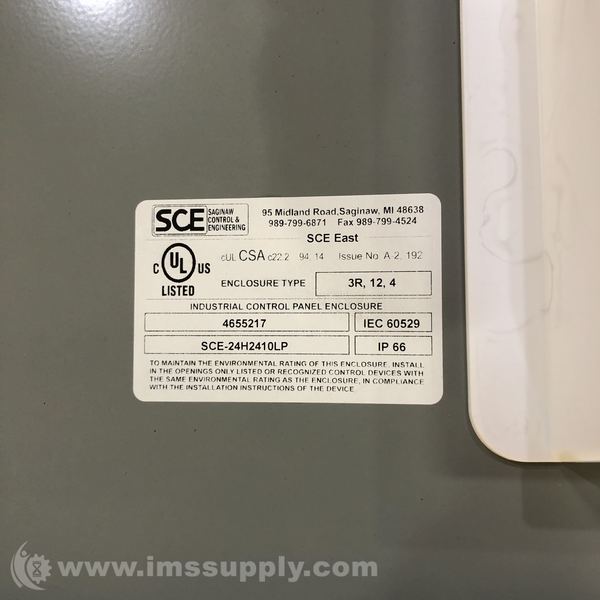 SCE SAGINAW CONTROL & ENGINEERING
95 Midland Road,Saginaw, MI 48638
989-799-6871 Fax 989-799-4524
SCE East
C UL US LISTED
cUL CSA c22.2 94, 14 Issue No A-2, 192
ENCLOSURE TYPE 3R, 12, 4
INDUSTRIAL CONTROL PANEL ENCLOSURE
4655217 IEC 60529
SCE-24H2410LP IP 66
TO MAINTAIN THE ENVIRONMENTAL RATING OF THIS ENCLOSURE, INSTALL
IN THE OPENINGS ONLY LISTED OR RECOGNIZED CONTROL DEVICES WITH
THE SAME ENVIRONMENTAL RATING AS THE ENCLOSURE, IN COMPLIANCE
WITH THE INSTALLATION INSTRUCTIONS OF THE DEVICE.
www.imssupply.com